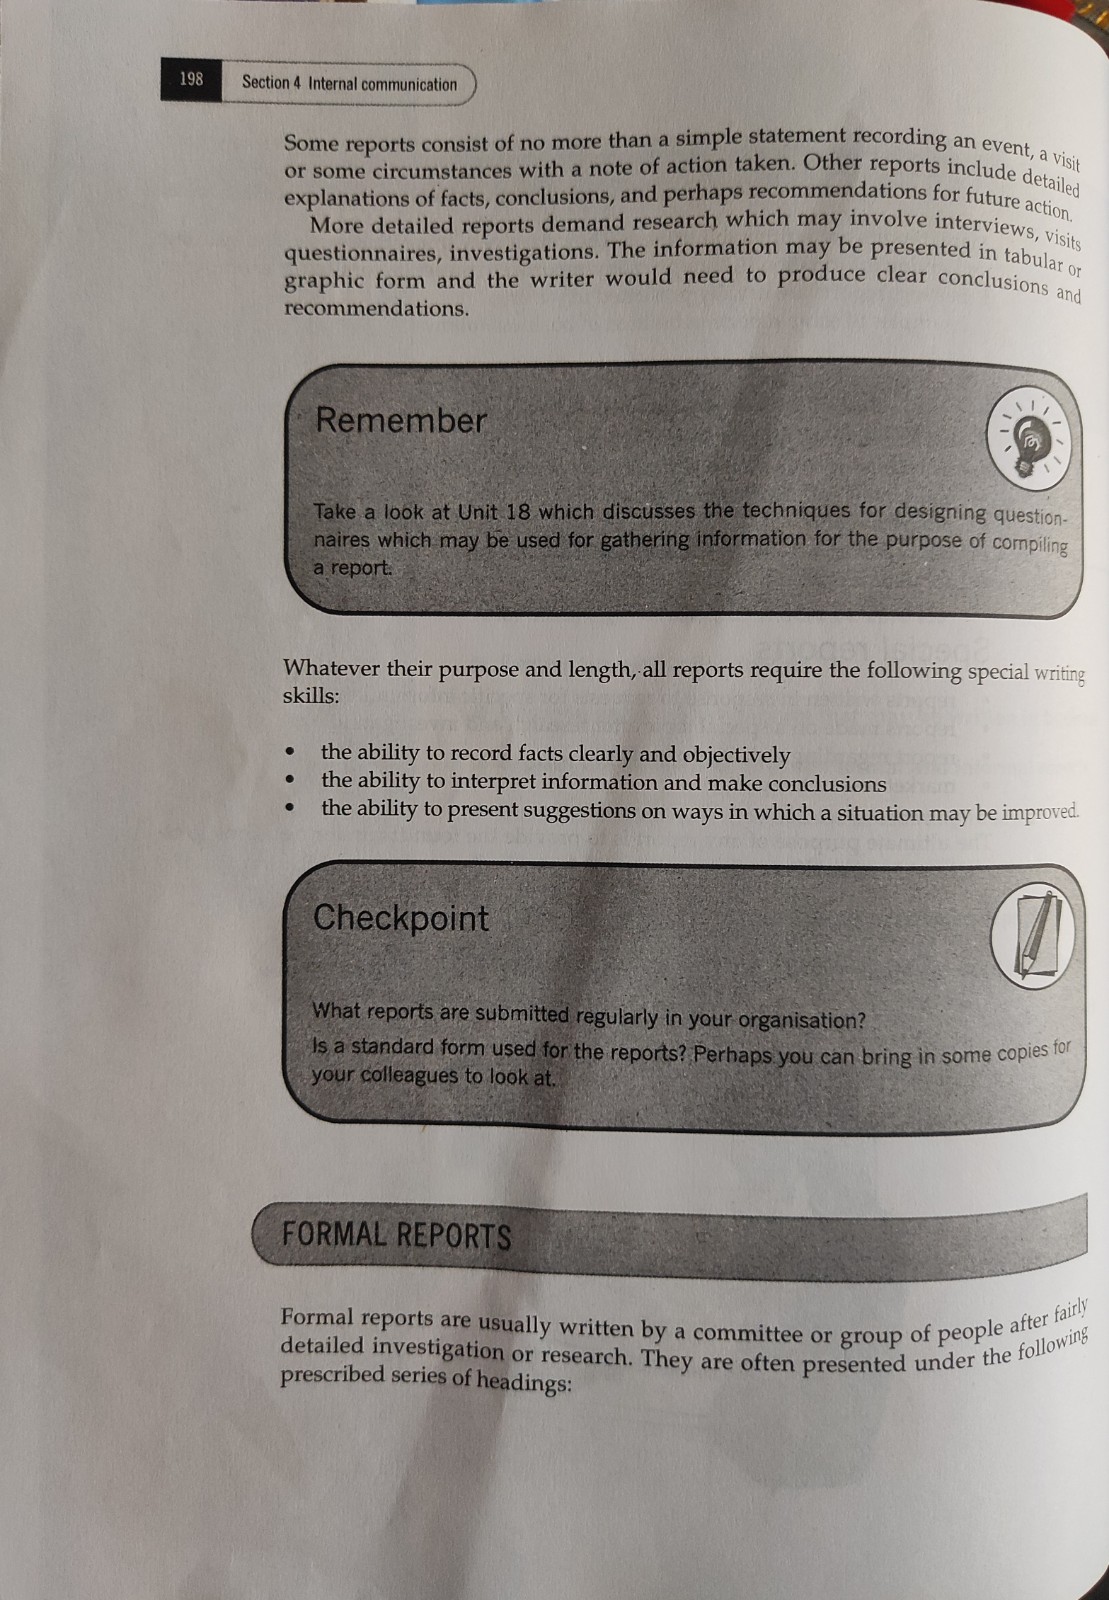 198
Section 4 Internal communication
Some reports consist of no more than a simple statement recording an event, a visit
or some circumstances with a note of action taken. Other reports include detailed
explanations of facts, conclusions, and perhaps recommendations for future action.
More detailed reports demand research which may involve interviews, visits
questionnaires, investigations. The information may be presented in tabular or
graphic form and the writer would need to produce clear conclusions and
recommendations.
Remember
Take a look at Unit 18 which discusses the techniques for designing question-
naires which may be used for gathering information for the purpose of compiling
a report.
Whatever their purpose and length, all reports require the following special writing
skills:
• the ability to record facts clearly and objectively
• the ability to interpret information and make conclusions
• the ability to present suggestions on ways in which a situation may be improved.
Checkpoint
What reports are submitted regularly in your organisation?
Is a standard form used for the reports? Perhaps you can bring in some copies for
your colleagues to look at.
FORMAL REPORTS
Formal reports are usually written by a committee or group of people after fairly
detailed investigation or research. They are often presented under the following
prescribed series of headings: